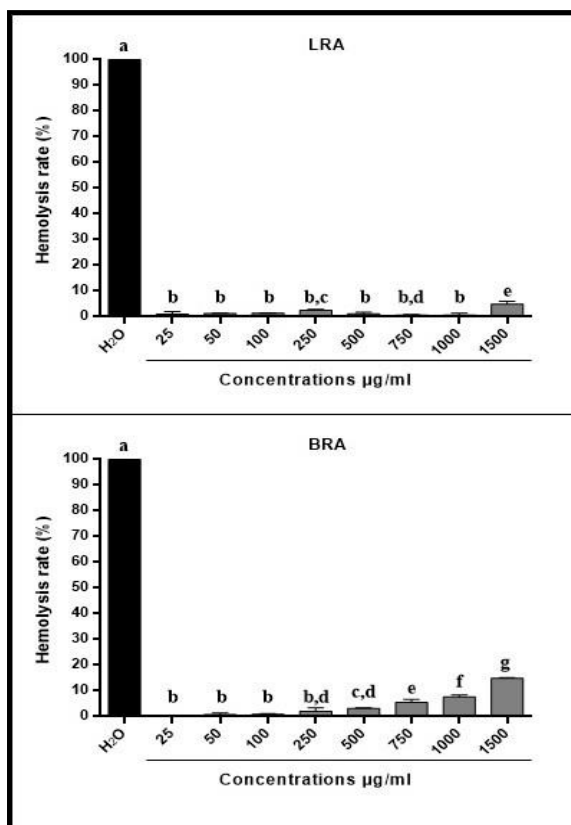 LRA
Hemolysis rate (%)
100
90
80
70
60
50
40
30
20
10
0
a
b
b
b
b,c
b
b,d
b
e
H₂O
25
50
100
250
500
750
1000
1500
Concentrations µg/ml
BRA
Hemolysis rate (%)
100
90
80
70
60
50
40
30
20
10
0
a
b
b
b
b,d
c,d
e
f
g
H₂O
25
50
100
250
500
750
1000
1500
Concentrations µg/ml